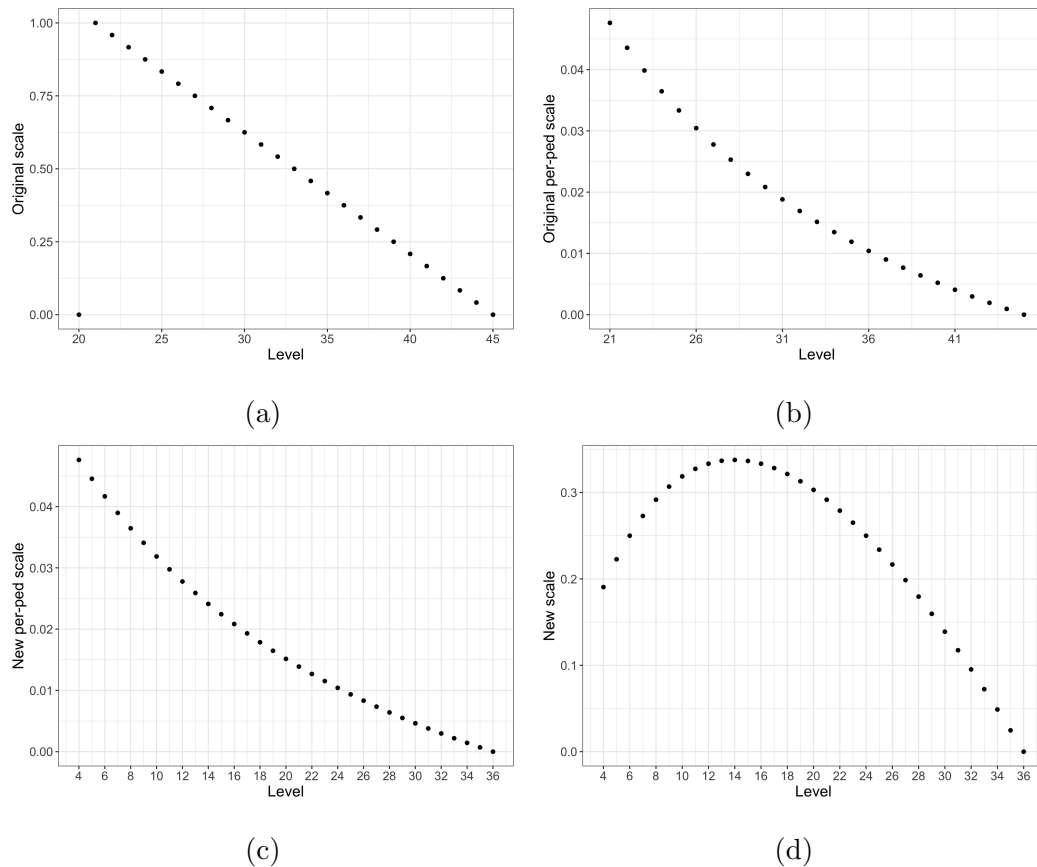 1.00
0.75
0.50
0.25
0.00
Original scale
20 25 30 35 40 45
Level
(a)
0.04
0.03
0.02
0.01
0.00
Original per-ped scale
21 26 31 36 41
Level
(b)
0.04
0.03
0.02
0.01
0.00
New per-ped scale
4 6 8 10 12 14 16 18 20 22 24 26 28 30 32 34 36
Level
(c)
0.3
0.2
0.1
0.0
New scale
4 6 8 10 12 14 16 18 20 22 24 26 28 30 32 34 36
Level
(d)